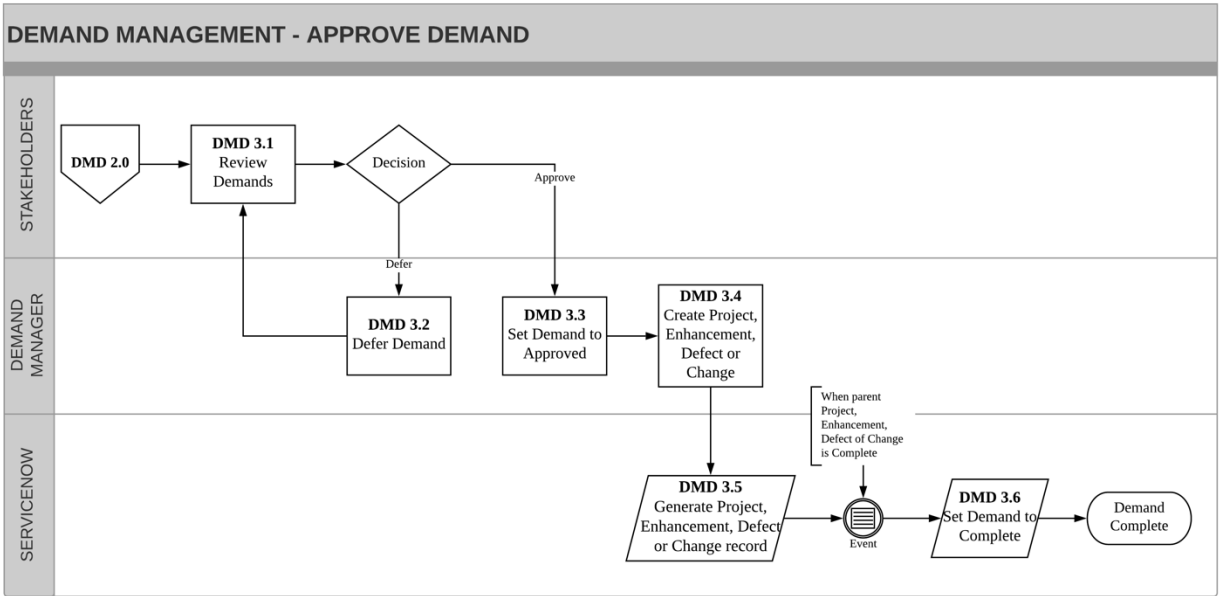 DEMAND MANAGEMENT - APPROVE DEMAND
STAKEHOLDERS
DMD 2.0
DMD 3.1
Review
Demands
Decision
Approve
Defer
DEMAND
MANAGER
DMD 3.2
Defer Demand
DMD 3.3
Set Demand to
Approved
DMD 3.4
Create Project,
Enhancement,
Defect or
Change
When parent
Project,
Enhancement,
Defect of Change
is Complete
SERVICENOW
DMD 3.5
Generate Project,
Enhancement, Defect
or Change record
Event
DMD 3.6
Set Demand to
Complete
Demand
Complete